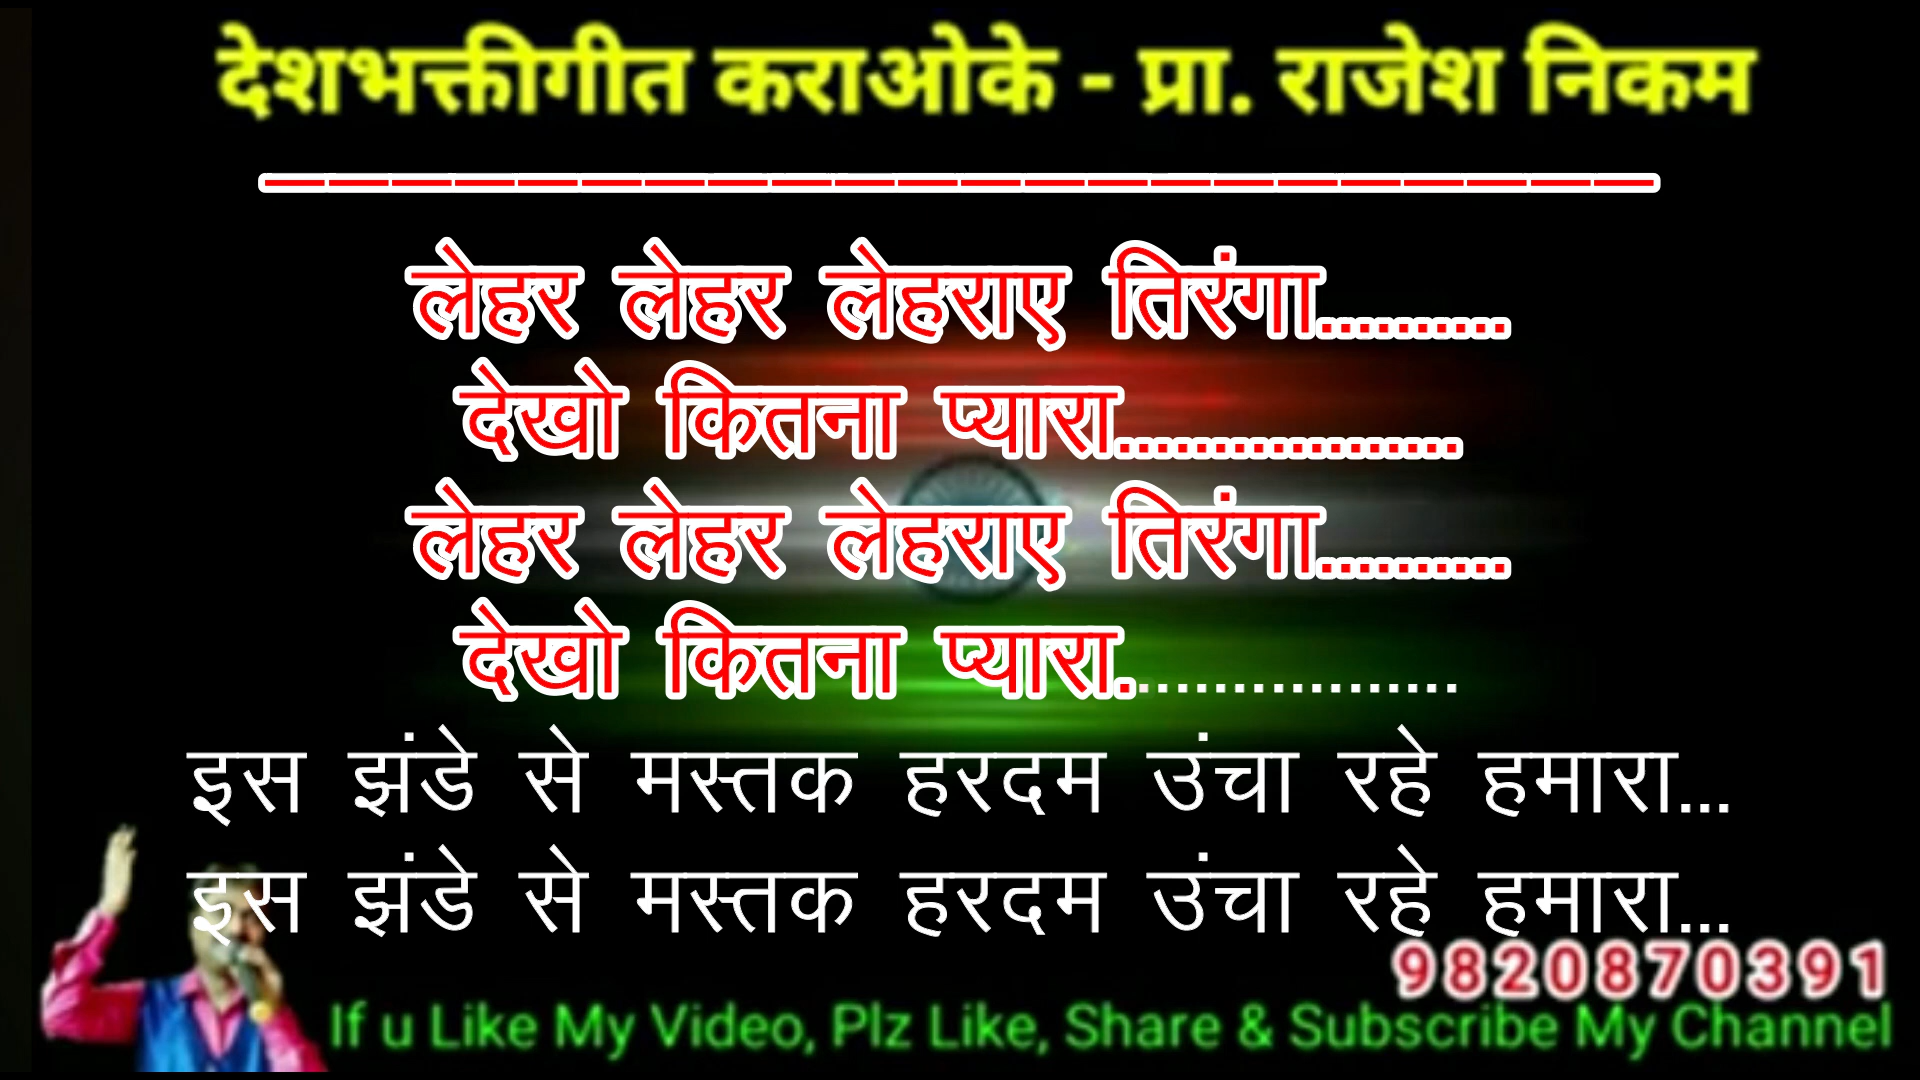 देशभक्तीगीत कराओके - प्रा. राजेश निकम
______________________
लेहर लेहर लेहराए तिरंगा..........
देखो कितना प्यारा...................
लेहर लेहर लेहराए तिरंगा..........
देखो कितना प्यारा...................
इस झंडे से मस्तक हरदम उंचा रहे हमारा...
इस झंडे से मस्तक हरदम उंचा रहे हमारा...
9820870391
If u Like My Video, Plz Like, Share & Subscribe My Channel